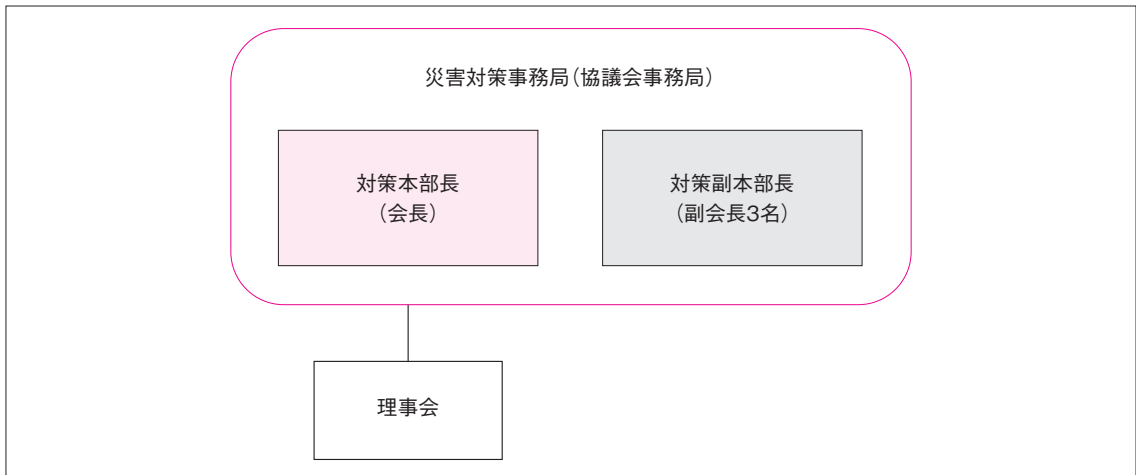 災害対策事務局（協議会事務局）
対策本部長
（会長）
対策副本部長
（副会長3名）
理事会